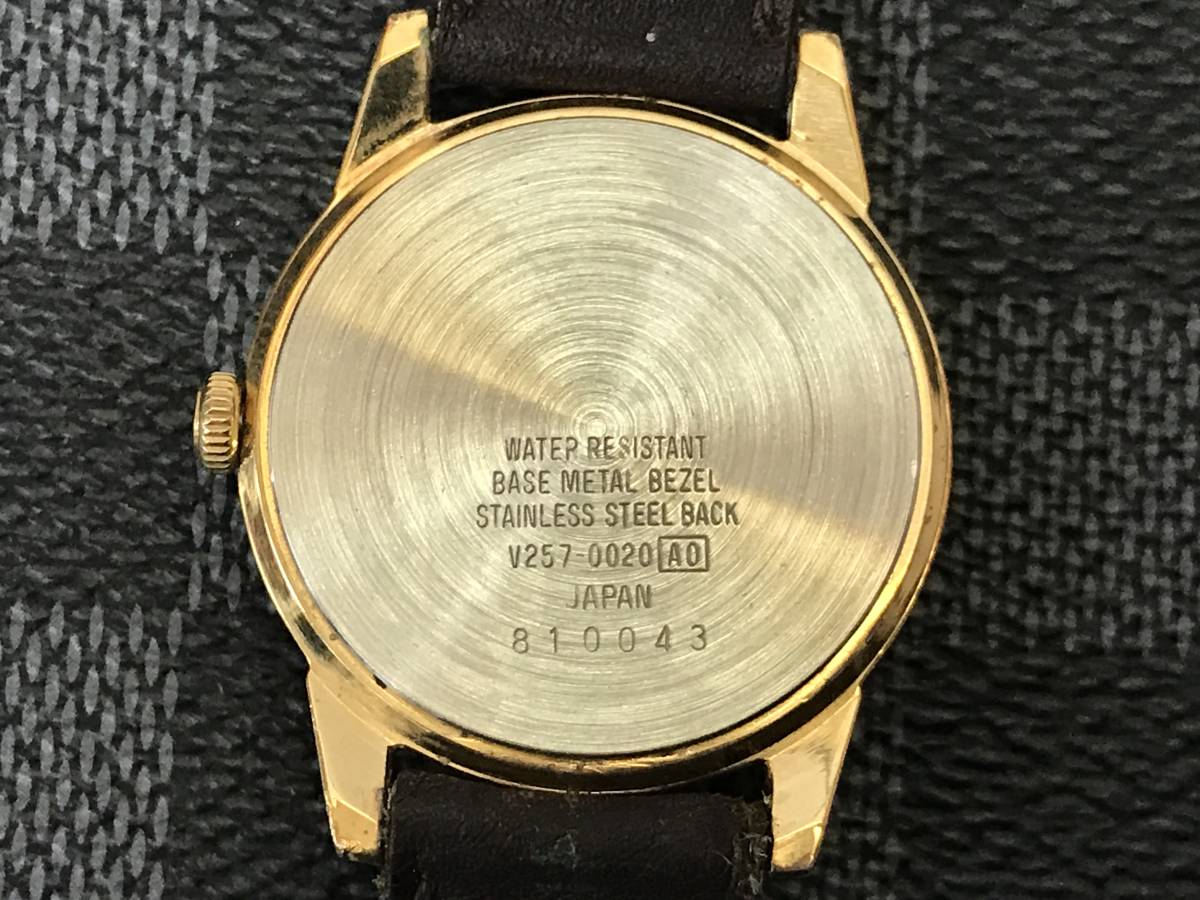 WATER RESISTANT
BASE METAL BEZEL
STAINLESS STEEL BACK
V257-0020 A0
JAPAN
810043